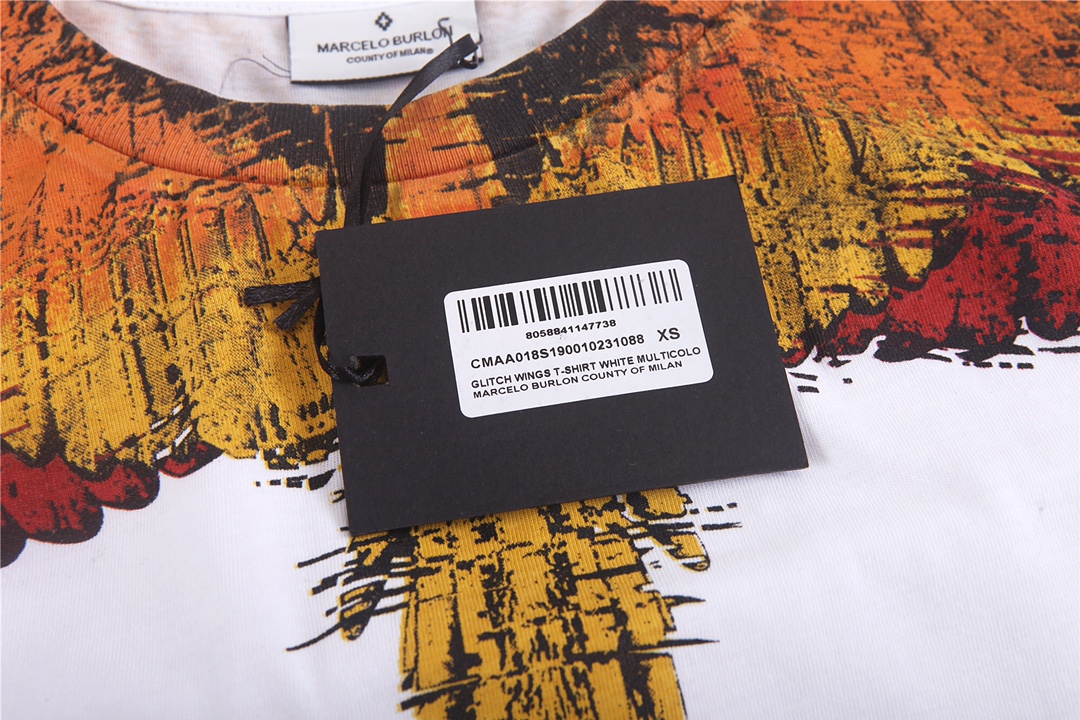 MARCELO BURLON
COUNTY OF MILAN®
8058841147738
CMAA018S190010231088 XS
GLITCH WINGS T-SHIRT WHITE MULTICOLO
MARCELO BURLON COUNTY OF MILAN